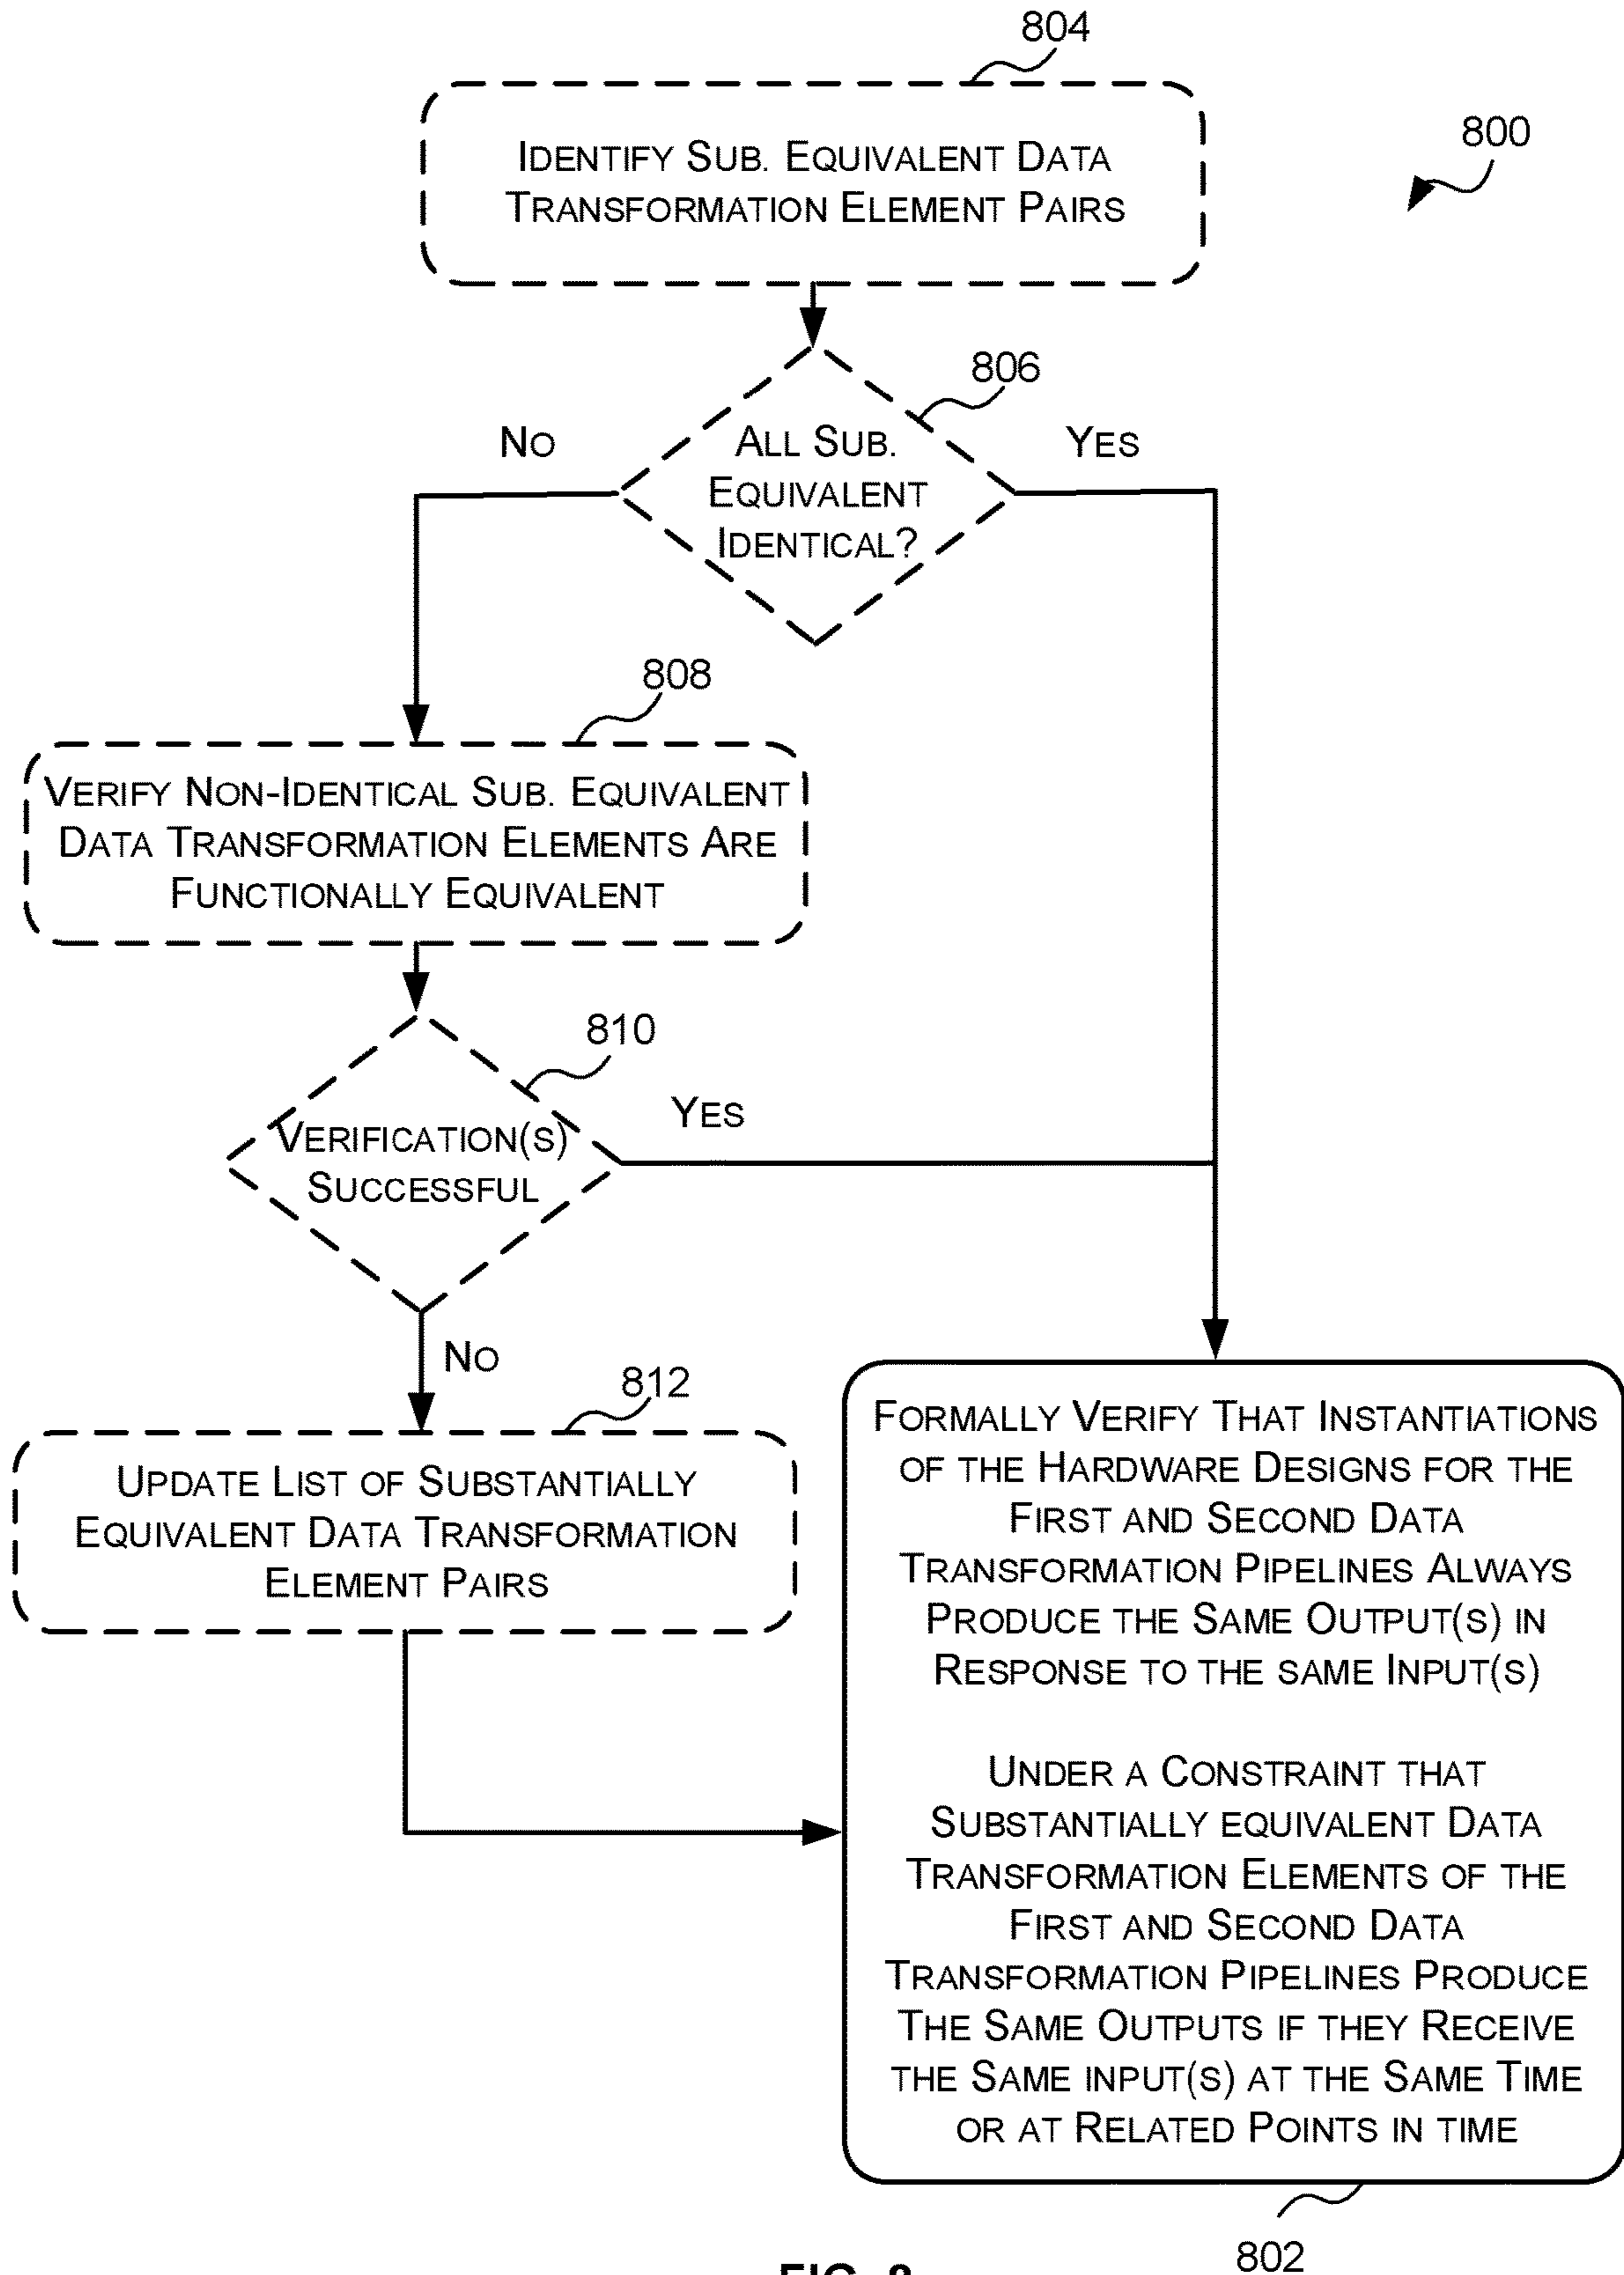 804
800
IDENTIFY SUB. EQUIVALENT DATA
TRANSFORMATION ELEMENT PAIRS
806
NO
YES
ALL SUB.
EQUIVALENT
IDENTICAL?
808
VERIFY NON-IDENTICAL SUB. EQUIVALENT
DATA TRANSFORMATION ELEMENTS ARE
FUNCTIONALLY EQUIVALENT
810
YES
VERIFICATION(S)
SUCCESSFUL
NO
812
UPDATE LIST OF SUBSTANTIALLY
EQUIVALENT DATA TRANSFORMATION
ELEMENT PAIRS
FORMALLY VERIFY THAT INSTANTIATIONS
OF THE HARDWARE DESIGNS FOR THE
FIRST AND SECOND DATA
TRANSFORMATION PIPELINES ALWAYS
PRODUCE THE SAME OUTPUT(S) IN
RESPONSE TO THE SAME INPUT(S)
UNDER A CONSTRAINT THAT
SUBSTANTIALLY EQUIVALENT DATA
TRANSFORMATION ELEMENTS OF THE
FIRST AND SECOND DATA
TRANSFORMATION PIPELINES PRODUCE
THE SAME OUTPUTS IF THEY RECEIVE
THE SAME INPUT(S) AT THE SAME TIME
OR AT RELATED POINTS IN TIME
802
FIG. 8